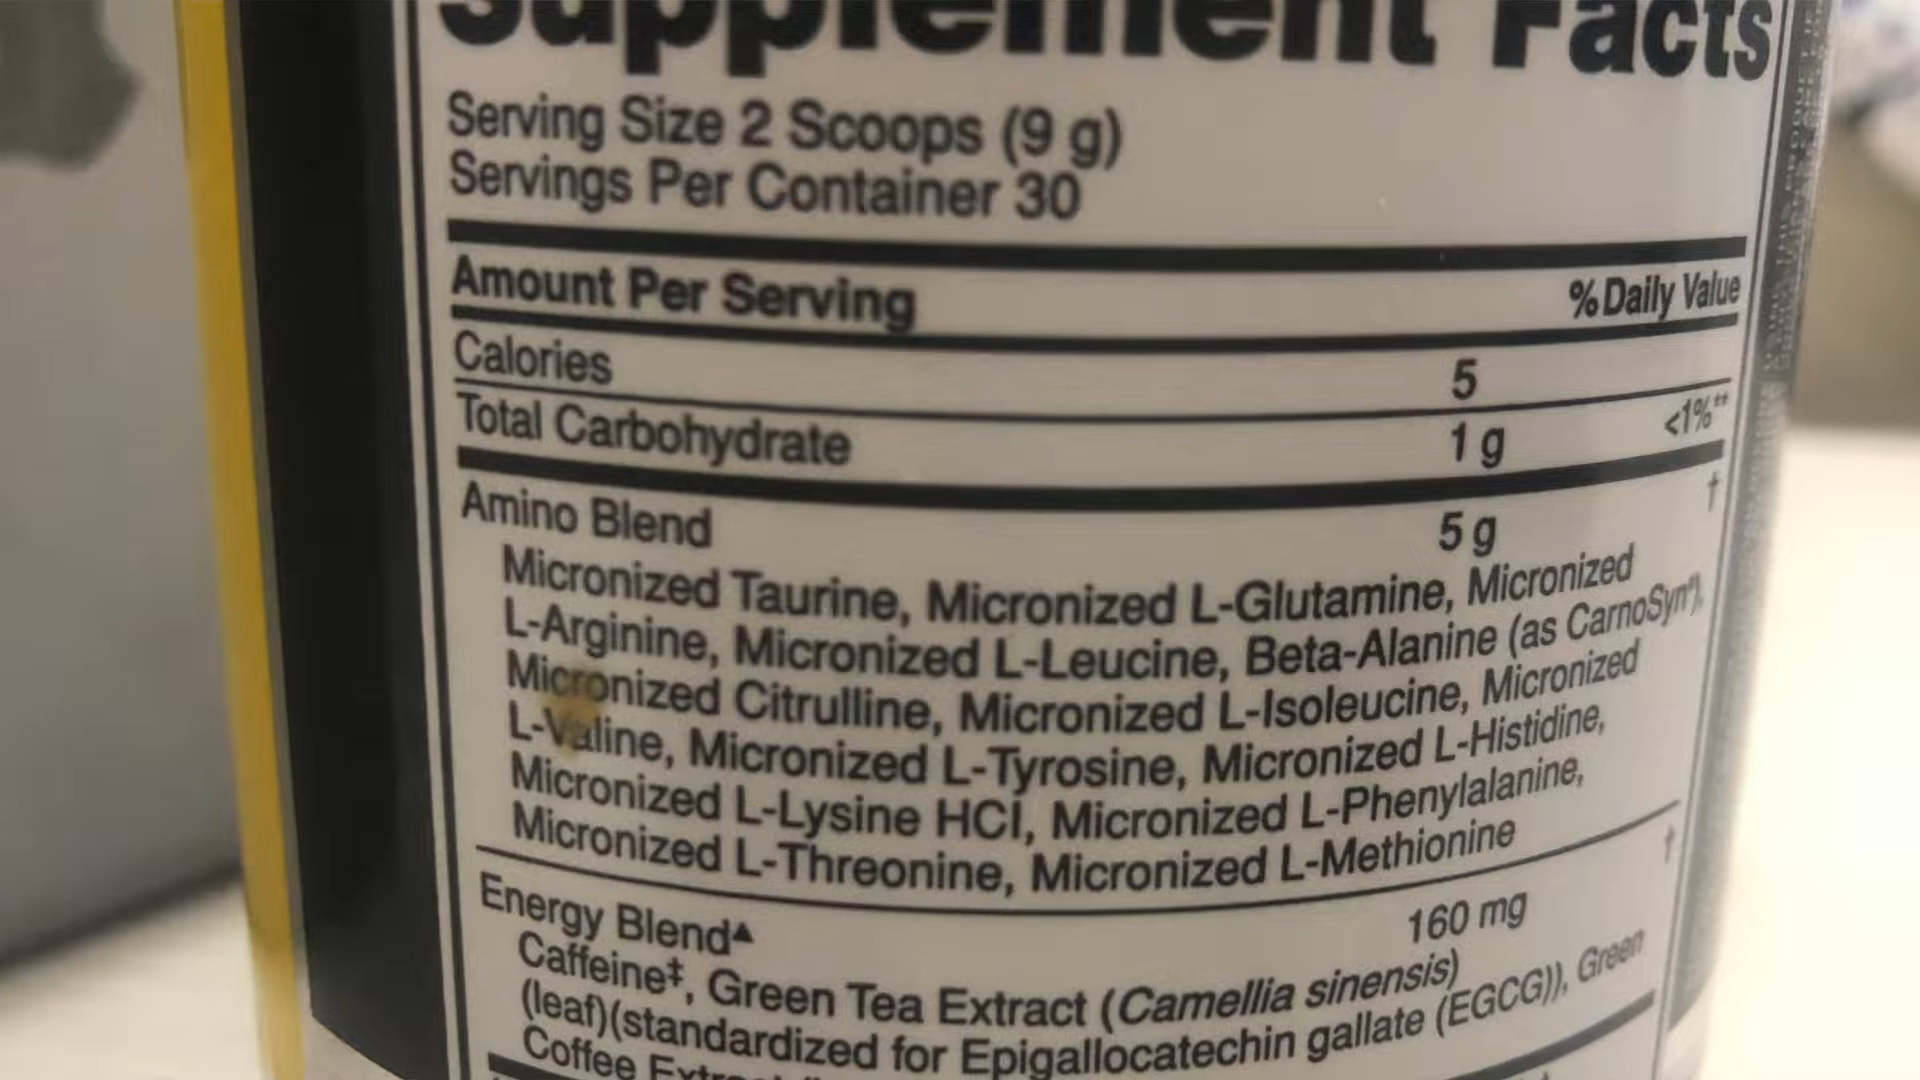 Supplement Facts
Serving Size 2 Scoops (9 g)
Servings Per Container 30
Amount Per Serving % Daily Value
Calories 5
Total Carbohydrate 1 g <1%**
Amino Blend 5 g †
Micronized Taurine, Micronized L-Glutamine, Micronized
L-Arginine, Micronized L-Leucine, Beta-Alanine (as CarnoSyn®),
Micronized Citrulline, Micronized L-Isoleucine, Micronized
L-Valine, Micronized L-Tyrosine, Micronized L-Histidine,
Micronized L-Lysine HCl, Micronized L-Phenylalanine,
Micronized L-Threonine, Micronized L-Methionine
Energy Blend▲ 160 mg †
Caffeine‡, Green Tea Extract (Camellia sinensis)
(leaf)(standardized for Epigallocatechin gallate (EGCG)), Green
Coffee